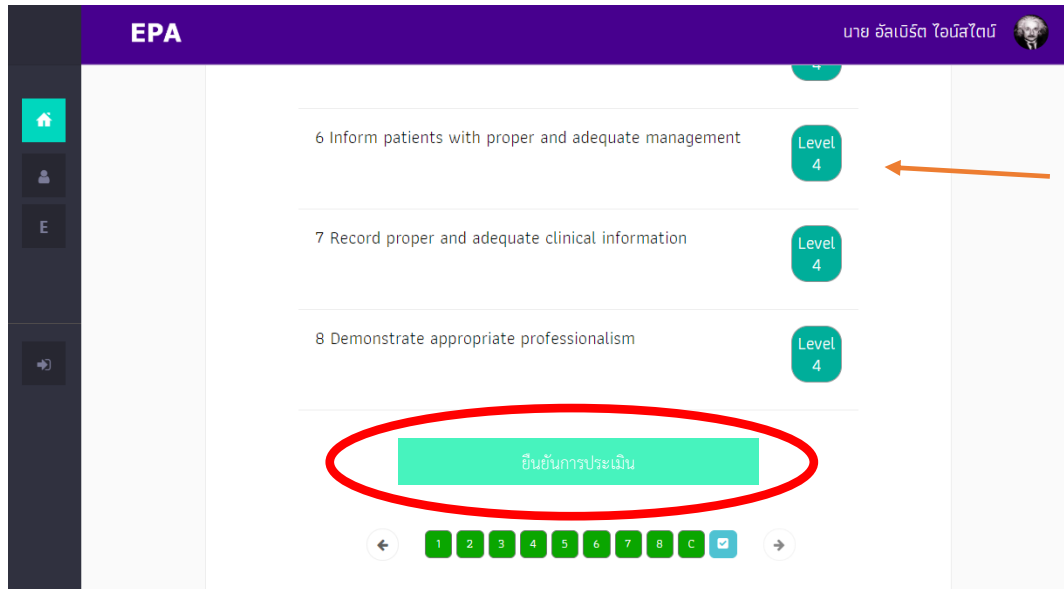 EPA
นาย อัลเบิร์ต ไอน์สไตน์
4
6 Inform patients with proper and adequate management
Level
4
E
7 Record proper and adequate clinical information
Level
4
8 Demonstrate appropriate professionalism
Level
4
ยืนยันการประเมิน
1 2 3 4 5 6 7 8 C